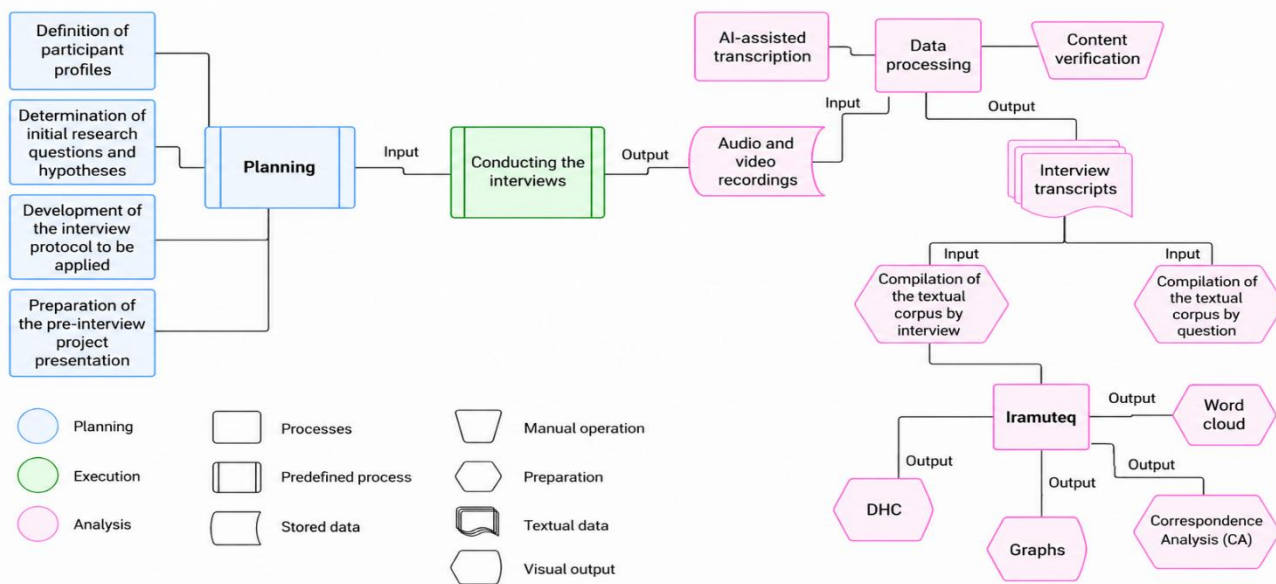 Definition of
participant
profiles
Determination of
initial research
questions and
hypotheses
Development of
the interview
protocol to be
applied
Preparation of
the pre-interview
project
presentation
Planning
Input
Conducting the
interviews
Output
Audio and
video
recordings
AI-assisted
transcription
Input
Data
processing
Content
verification
Output
Interview
transcripts
Input
Input
Compilation of
the textual
corpus by
interview
Compilation of
the textual
corpus by
question
Iramuteq
Output
Word
cloud
Output
DHC
Output
Graphs
Output
Correspondence
Analysis (CA)
Planning
Execution
Analysis
Processes
Predefined process
Stored data
Manual operation
Preparation
Textual data
Visual output